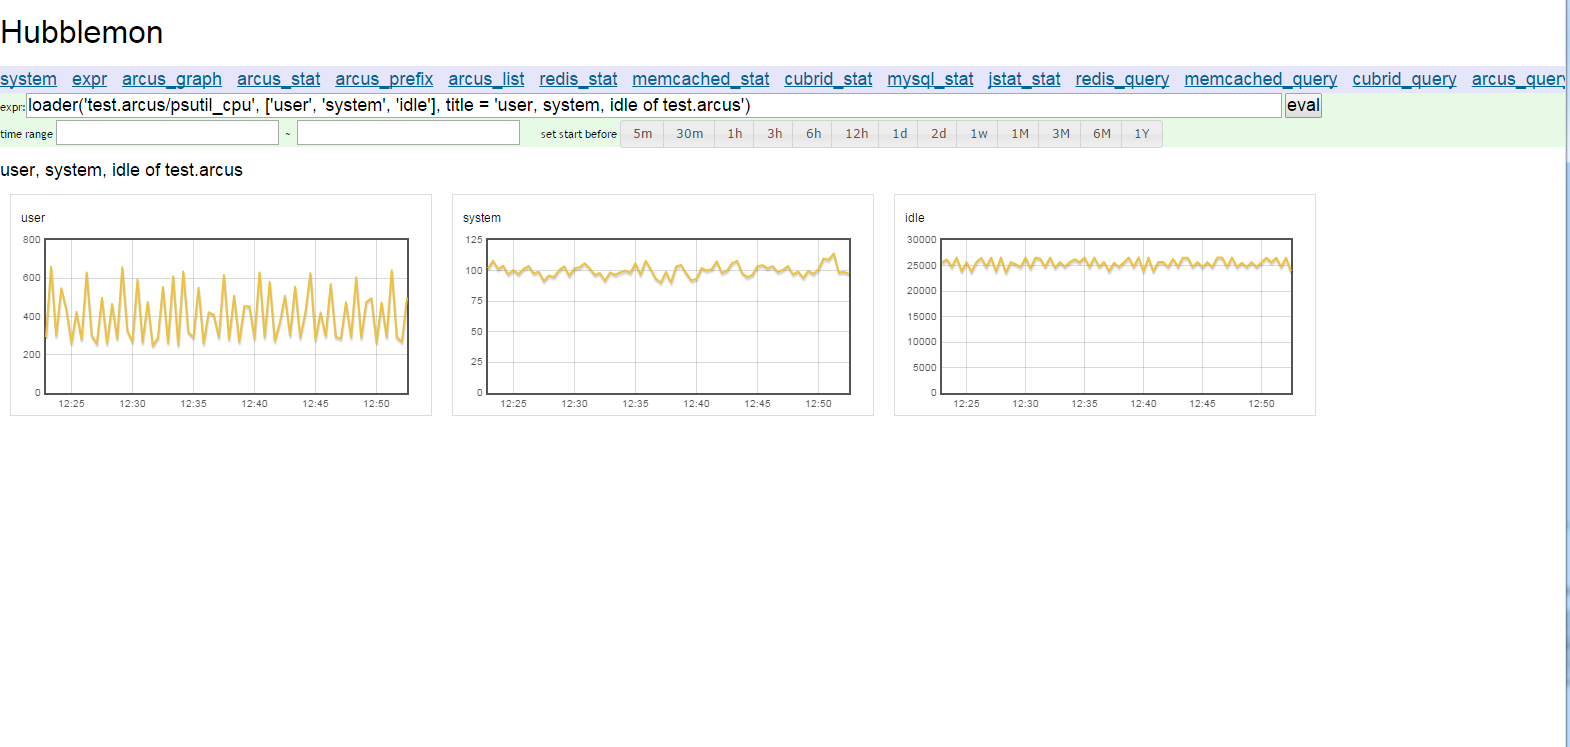 Hubblemon
system expr arcus_graph arcus_stat arcus_prefix arcus_list redis_stat memcached_stat cubrid_stat mysql_stat jstat_stat redis_query memcached_query cubrid_query arcus_query
expr: loader('test.arcus/psutil_cpu', ['user', 'system', 'idle'], title = 'user, system, idle of test.arcus') eval
time range ~ set start before 5m 30m 1h 3h 6h 12h 1d 2d 1w 1M 3M 6M 1Y
user, system, idle of test.arcus
user
800
600
400
200
0
12:25 12:30 12:35 12:40 12:45 12:50
system
125
100
75
50
25
0
12:25 12:30 12:35 12:40 12:45 12:50
idle
30000
25000
20000
15000
10000
5000
0
12:25 12:30 12:35 12:40 12:45 12:50